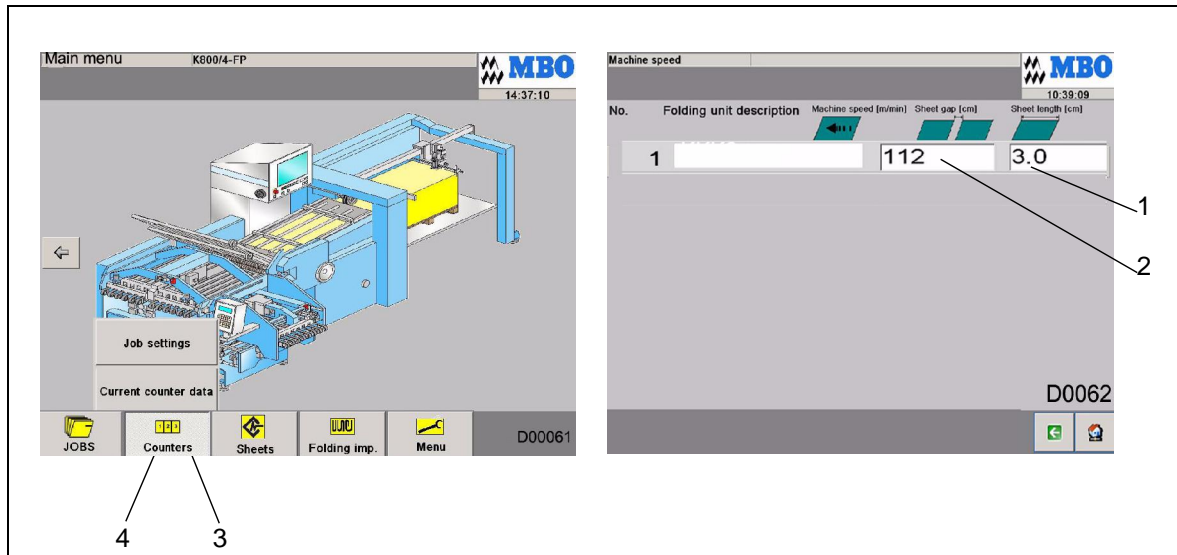 Main menu K800/4-FP
MBO
14:37:10
Job settings
Current counter data
JOBS
Counters
Sheets
Folding imp.
Menu
D00061
4 3
Machine speed
MBO
10:39:09
No. Folding unit description Machine speed [m/min] Sheet gap [cm] Sheet length [cm]
1 112 3.0
1
2
D0062